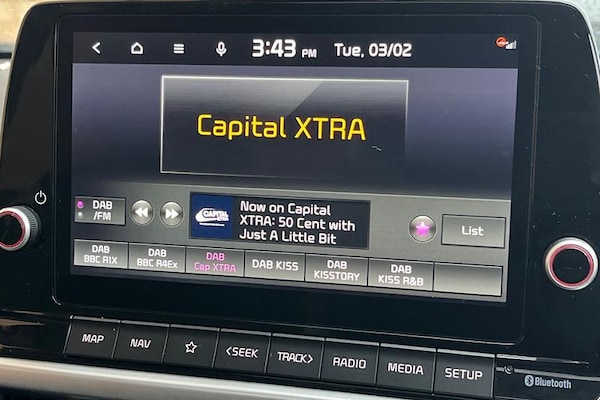 3:43 PM Tue, 03/02
Capital XTRA
DAB
/FM
CAPITAL
XTRA
Now on Capital
XTRA: 50 Cent with
Just A Little Bit
List
DAB
BBC R1X
DAB
BBC R4Ex
DAB
Cap XTRA
DAB KISS
DAB
KISSTORY
DAB
KISS R&B
MAP NAV <SEEK TRACK> RADIO MEDIA SETUP
Bluetooth